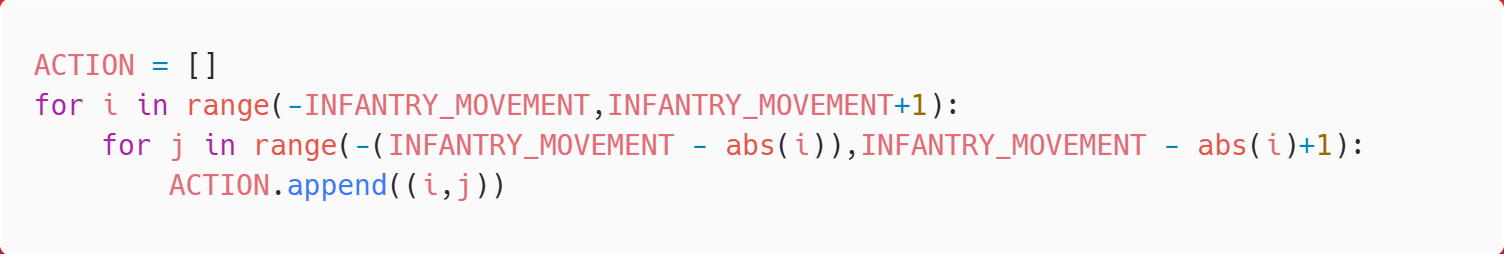 ACTION = []
for i in range(-INFANTRY_MOVEMENT,INFANTRY_MOVEMENT+1):
    for j in range(-(INFANTRY_MOVEMENT - abs(i)),INFANTRY_MOVEMENT - abs(i)+1):
        ACTION.append((i,j))